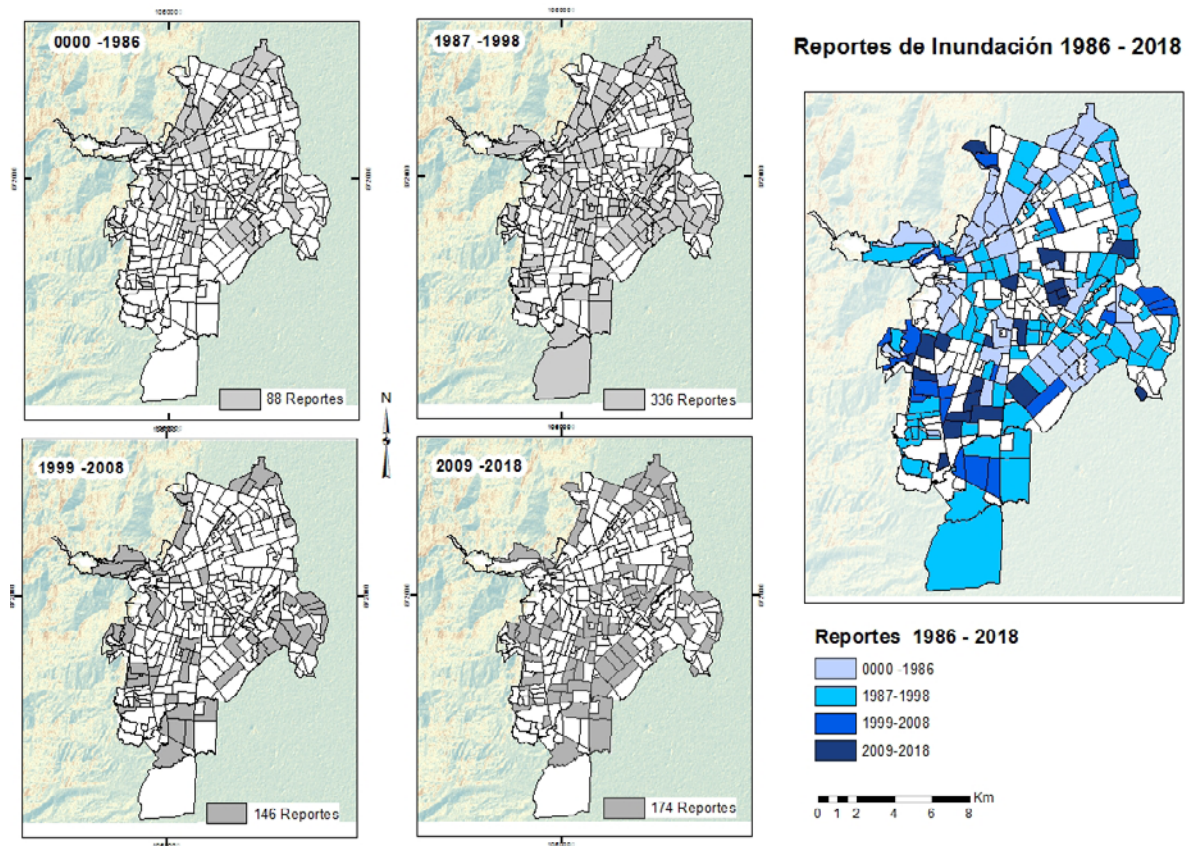 0000 -1986
88 Reportes
1987 -1998
336 Reportes
N
1999 -2008
146 Reportes
2009 -2018
174 Reportes
Reportes de Inundación 1986 - 2018
Reportes 1986 - 2018
0000 -1986
1987-1998
1999-2008
2009-2018
Km
0 1 2 4 6 8